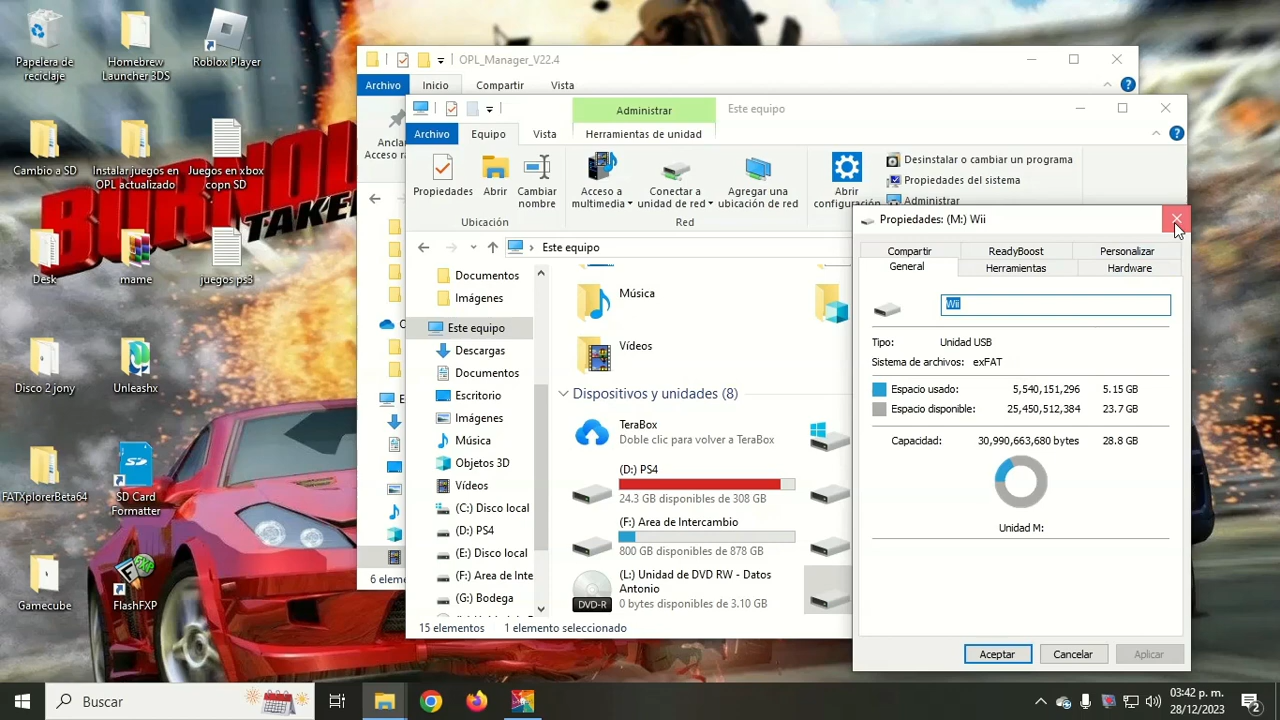 Papelera de
reciclaje
Homebrew
Launcher 3DS
Roblox Player
Cambio a SD
Instalar juegos en
OPL actualizado
Juegos en xbox
copn SD
BURNOU
TAKE
Desk
mame
juegos ps3
Disco 2 jony
Unleashx
FATXplorerBeta64
SD Card
Formatter
Gamecube
FlashFXP
OPL_Manager_V22.4
Archivo
Inicio
Compartir
Vista
Administrar
Este equipo
Archivo
Equipo
Vista
Herramientas de unidad
Propiedades
Abrir
Cambiar
nombre
Acceso a
multimedia
Conectar a
unidad de red
Agregar una
ubicación de red
Abrir
configuración
Desinstalar o cambiar un programa
Propiedades del sistema
Administrar
Ubicación
Red
Este equipo
Documentos
Imágenes
Este equipo
Descargas
Documentos
Escritorio
Imágenes
Música
Objetos 3D
Vídeos
(C:) Disco local
(D:) PS4
(E:) Disco local
(F:) Area de Inte
(G:) Bodega
Música
Vídeos
Dispositivos y unidades (8)
TeraBox
Doble clic para volver a TeraBox
(D:) PS4
24.3 GB disponibles de 308 GB
(F:) Area de Intercambio
800 GB disponibles de 878 GB
(L:) Unidad de DVD RW - Datos
Antonio
DVD-R
0 bytes disponibles de 3.10 GB
6 eleme
15 elementos
1 elemento seleccionado
Propiedades: (M:) Wii
Compartir
ReadyBoost
Personalizar
General
Herramientas
Hardware
Wii
Tipo: Unidad USB
Sistema de archivos: exFAT
Espacio usado: 5,540,151,296 5.15 GB
Espacio disponible: 25,450,512,384 23.7 GB
Capacidad: 30,990,663,680 bytes 28.8 GB
Unidad M:
Aceptar
Cancelar
Aplicar
Buscar
03:42 p. m.
28/12/2023
2